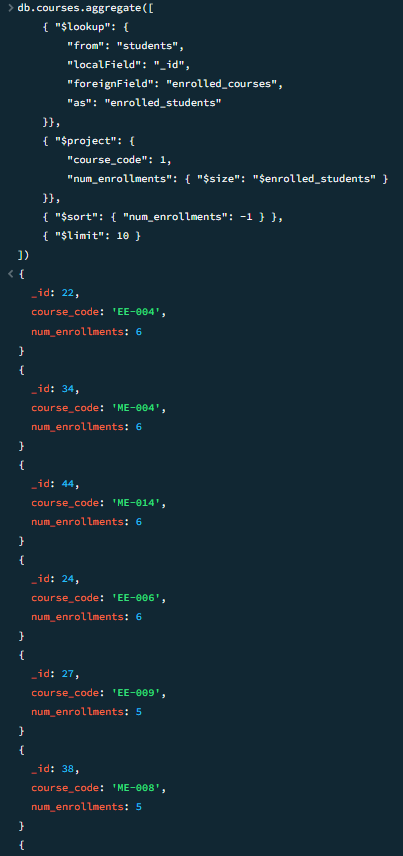 > db.courses.aggregate([
{ "$lookup": {
"from": "students",
"localField": "_id",
"foreignField": "enrolled_courses",
"as": "enrolled_students"
}},
{ "$project": {
"course_code": 1,
"num_enrollments": { "$size": "$enrolled_students" }
}},
{ "$sort": { "num_enrollments": -1 } },
{ "$limit": 10 }
])
< {
_id: 22,
course_code: 'EE-004',
num_enrollments: 6
}
{
_id: 34,
course_code: 'ME-004',
num_enrollments: 6
}
{
_id: 44,
course_code: 'ME-014',
num_enrollments: 6
}
{
_id: 24,
course_code: 'EE-006',
num_enrollments: 6
}
{
_id: 27,
course_code: 'EE-009',
num_enrollments: 5
}
{
_id: 38,
course_code: 'ME-008',
num_enrollments: 5
}
{